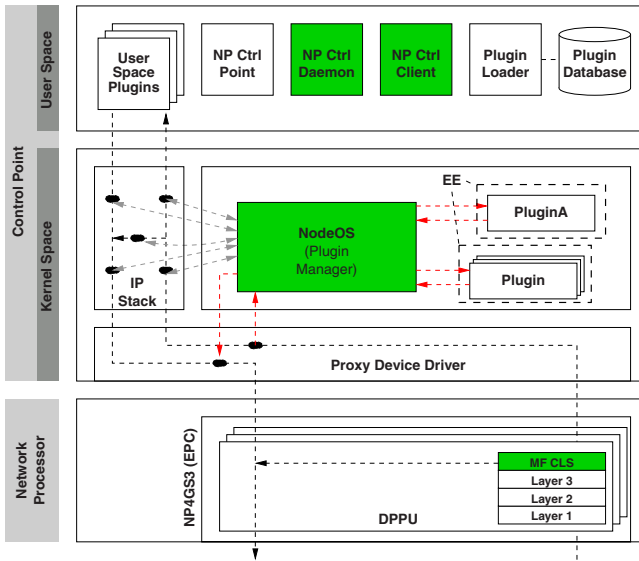 Control Point
User Space
User
Space
Plugins
NP Ctrl
Point
NP Ctrl
Daemon
NP Ctrl
Client
Plugin
Loader
Plugin
Database
Kernel Space
IP
Stack
NodeOS
(Plugin
Manager)
EE
PluginA
Plugin
Proxy Device Driver
Network
Processor
NP4GS3 (EPC)
MF CLS
Layer 3
Layer 2
Layer 1
DPPU